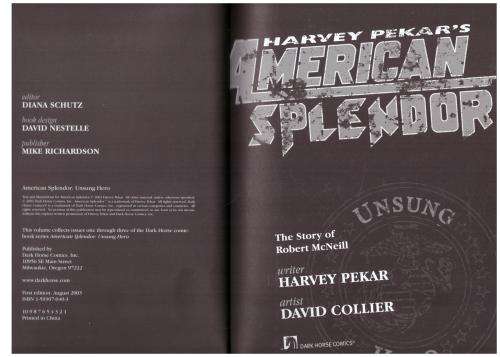 editor
DIANA SCHUTZ
book design
DAVID NESTELLE
publisher
MIKE RICHARDSON
American Splendor: Unsung Hero
This volume collects issues one through three of the Dark Horse comic-
book series American Splendor: Unsung Hero
Published by
Dark Horse Comics, Inc.
10956 SE Main Street
Milwaukie, Oregon 97222
www.darkhorse.com
First edition: August 2003
10 9 8 7 6 5 4 3 2 1
Printed in China
HARVEY PEKAR'S
AMERICAN
SPLENDOR
UNSUNG
HERO
The Story of
Robert McNeill
writer
HARVEY PEKAR
artist
DAVID COLLIER
DARK HORSE COMICS®